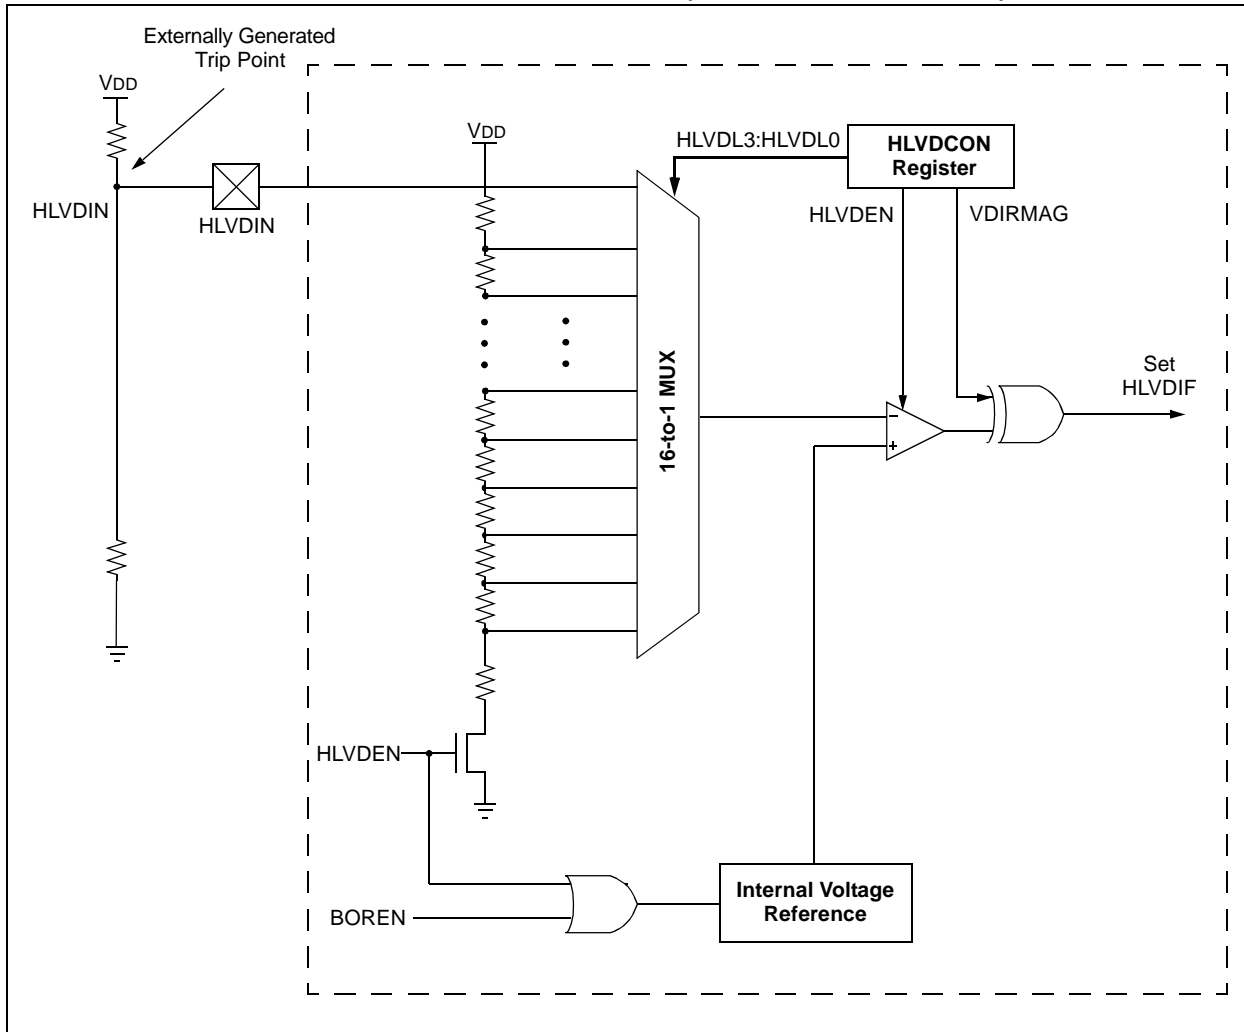 Externally Generated
Trip Point
VDD
HLVDIN
HLVDIN
VDD
HLVDL3:HLVDL0
HLVDCON
Register
HLVDEN
VDIRMAG
16-to-1 MUX
Set
HLVDIF
HLVDEN
BOREN
Internal Voltage
Reference